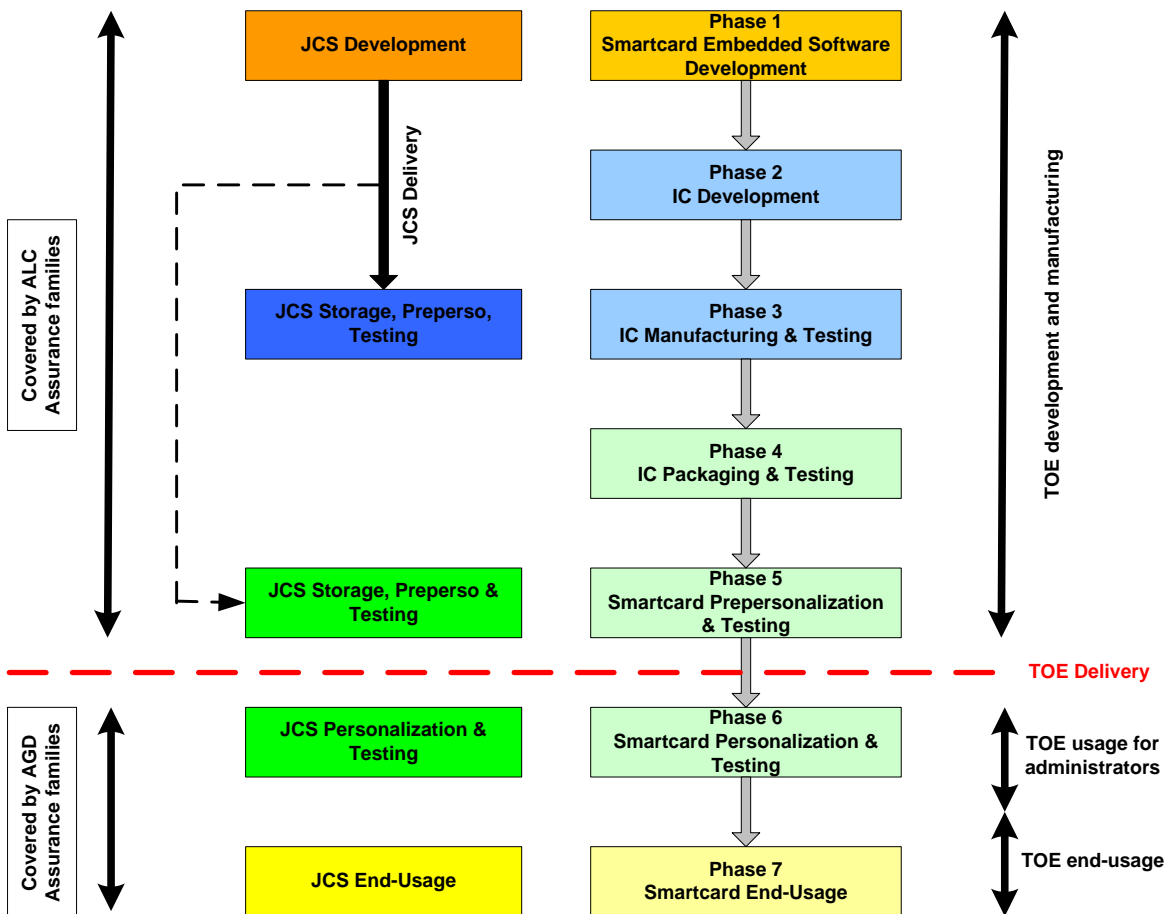 JCS Development
Phase 1
Smartcard Embedded Software
Development
JCS Delivery
Phase 2
IC Development
Covered by ALC
Assurance families
TOE development and manufacturing
JCS Storage, Preperso,
Testing
Phase 3
IC Manufacturing & Testing
Phase 4
IC Packaging & Testing
JCS Storage, Preperso &
Testing
Phase 5
Smartcard Prepersonalization
& Testing
TOE Delivery
Covered by AGD
Assurance families
JCS Personalization &
Testing
Phase 6
Smartcard Personalization &
Testing
TOE usage for
administrators
JCS End-Usage
Phase 7
Smartcard End-Usage
TOE end-usage